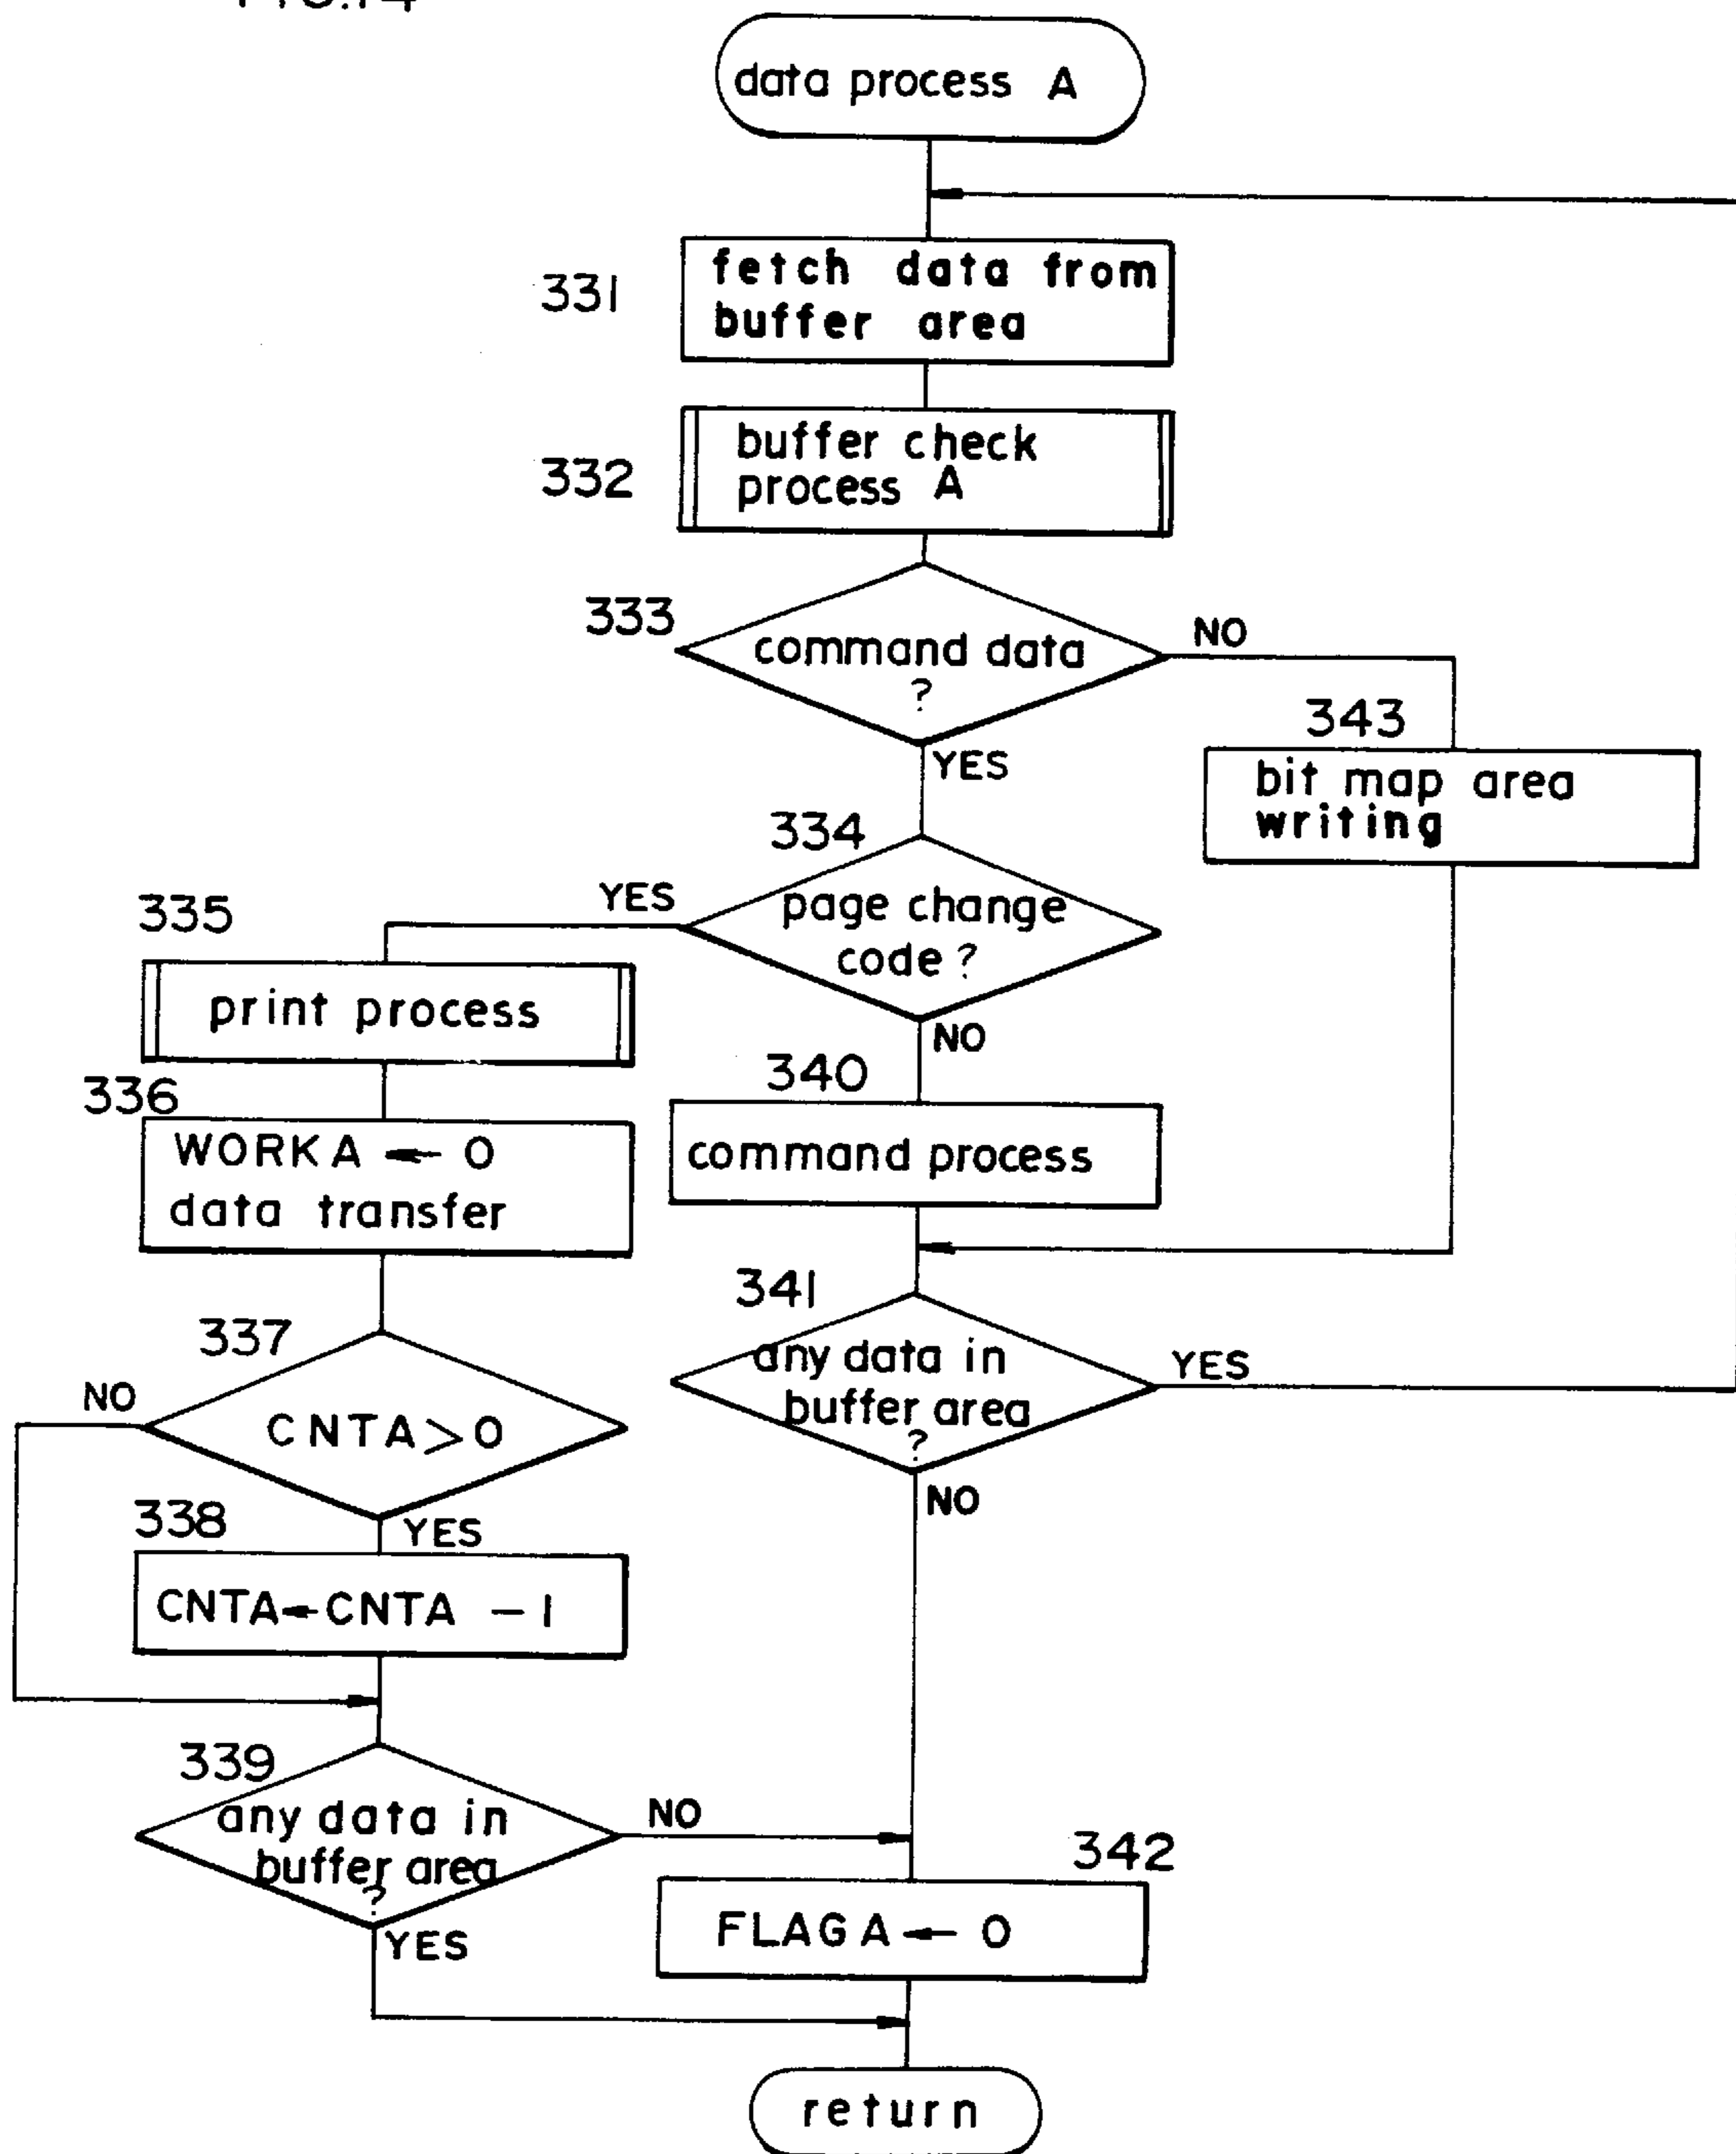 FIG.14
data process A
331
fetch data from
buffer area
332
buffer check
process A
333
command data
?
NO
YES
343
bit map area
writing
334
page change
code ?
YES
NO
335
print process
336
WORKA ← 0
data transfer
340
command process
341
any data in
buffer area
?
YES
NO
337
CNTA > 0
NO
YES
338
CNTA ← CNTA - 1
339
any data in
buffer area
?
NO
YES
342
FLAGA ← 0
return